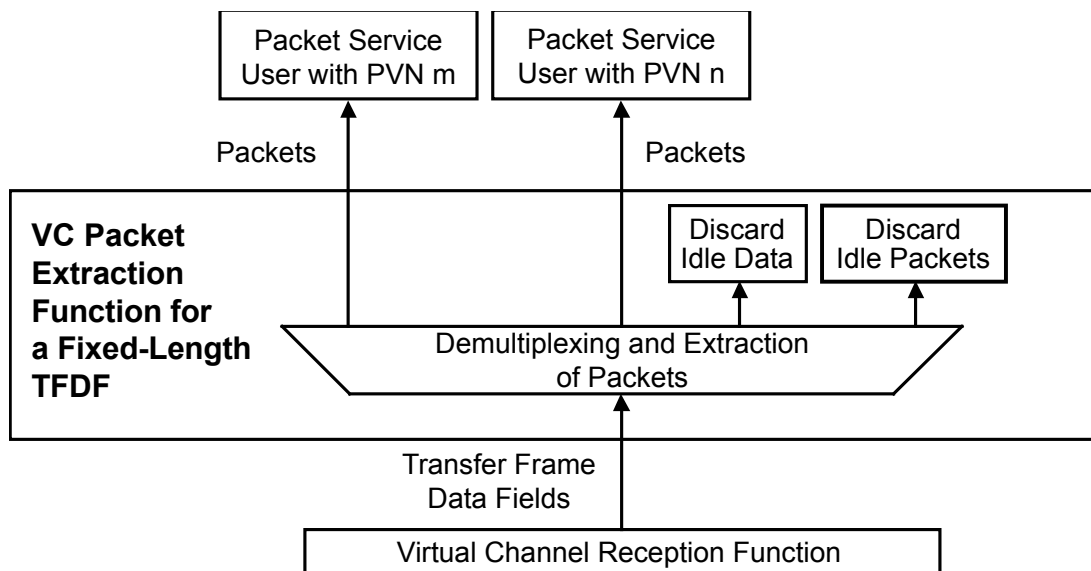 Packet Service
User with PVN m
Packet Service
User with PVN n
Packets
Packets
VC Packet
Extraction
Function for
a Fixed-Length
TFDF
Discard
Idle Data
Discard
Idle Packets
Demultiplexing and Extraction
of Packets
Transfer Frame
Data Fields
Virtual Channel Reception Function